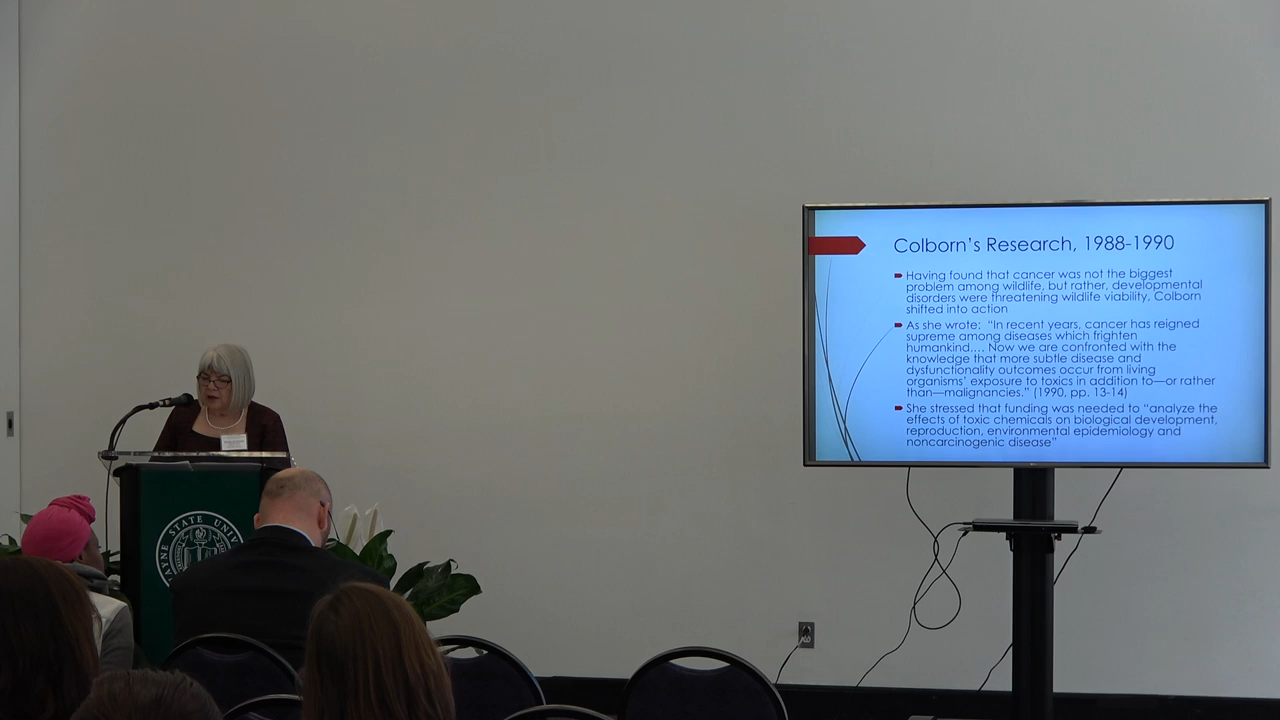 Colborn's Research, 1988-1990
Having found that cancer was not the biggest
problem among wildlife, but rather, developmental
disorders were threatening wildlife viability, Colborn
shifted into action
As she wrote: “In recent years, cancer has reigned
supreme among diseases which frighten
humankind…. Now we are confronted with the
knowledge that more subtle disease and
dysfunctionality outcomes occur from living
organisms’ exposure to toxics in addition to—or rather
than—malignancies.” (1990, pp. 13-14)
She stressed that funding was needed to “analyze the
effects of toxic chemicals on biological development,
reproduction, environmental epidemiology and
noncarcinogenic disease”
AYNE STATE UNIV